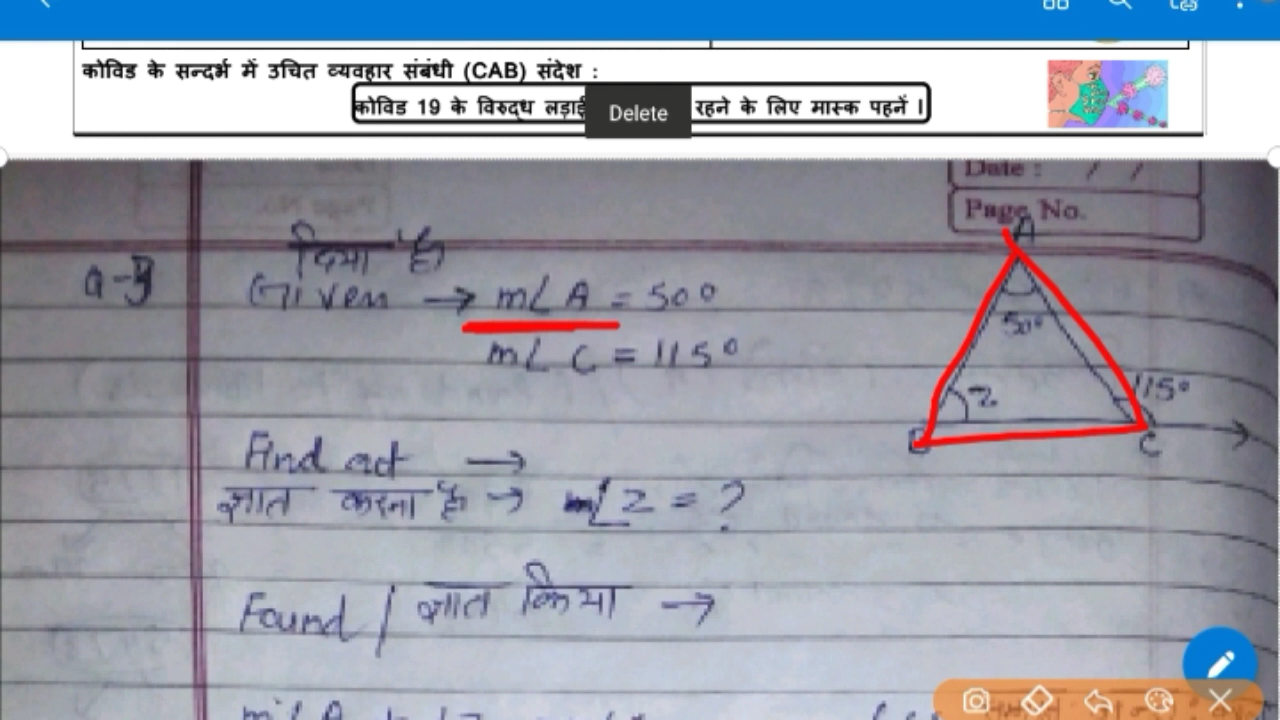 कोविड के सन्दर्भ में उचित व्यवहार संबंधी (CAB) संदेश :
कोविड 19 के विरुद्ध लड़ाई
Delete
रहने के लिए मास्क पहनें ।
Date : / /
Page No.
A
दिया है
Given → m∠A = 50°
m∠C = 115°
50°
115°
z
C
Find out →
ज्ञात करना है → ∠z = ?
Found / ज्ञात किया →